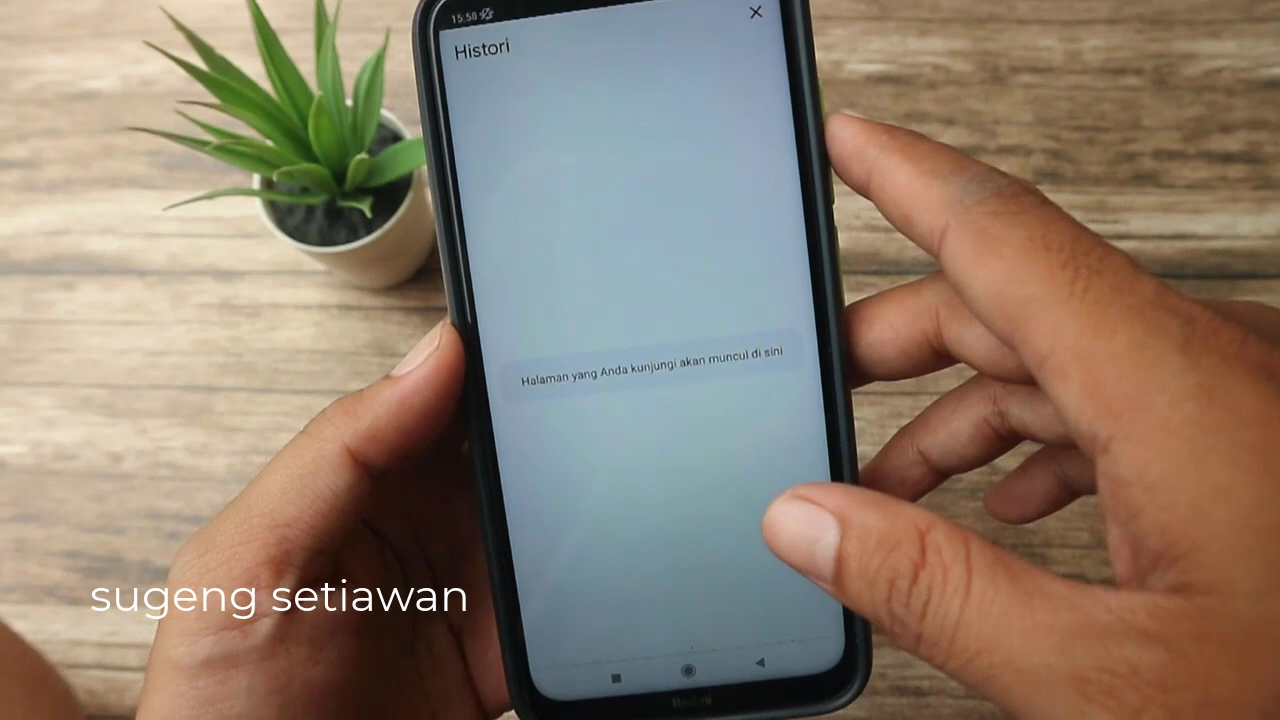 15.58
Histori
Halaman yang Anda kunjungi akan muncul di sini
sugeng setiawan
Redmi